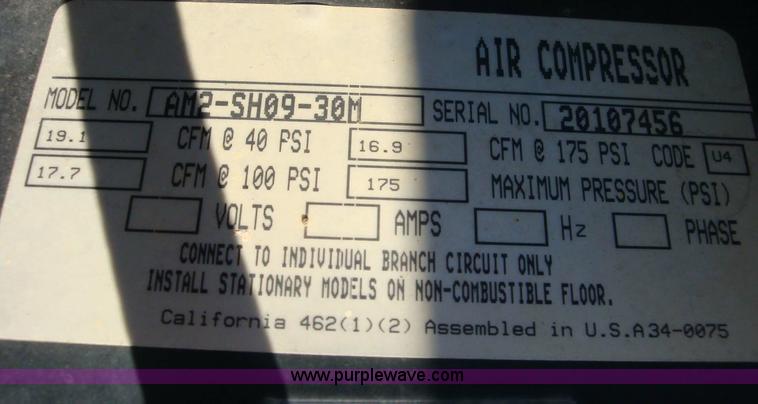 AIR COMPRESSOR
MODEL NO. AM2-SH09-30M SERIAL NO. 20107456
19.1 CFM @ 40 PSI 16.9 CFM @ 175 PSI CODE U4
17.7 CFM @ 100 PSI 175 MAXIMUM PRESSURE (PSI)
VOLTS AMPS Hz PHASE
CONNECT TO INDIVIDUAL BRANCH CIRCUIT ONLY
INSTALL STATIONARY MODELS ON NON-COMBUSTIBLE FLOOR.
California 462(1)(2) Assembled in U.S.A34-0075
www.purplewave.com